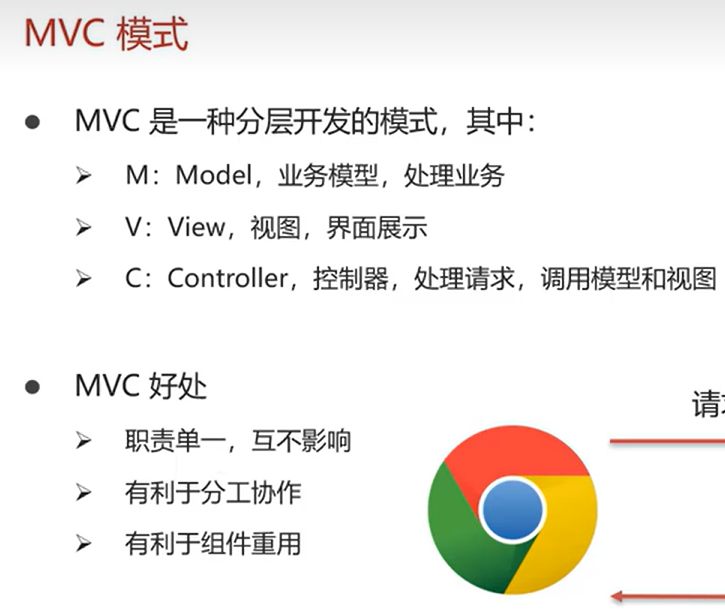 MVC 模式
MVC 是一种分层开发的模式，其中：
M：Model，业务模型，处理业务
V：View，视图，界面展示
C：Controller，控制器，处理请求，调用模型和视图
MVC 好处
职责单一，互不影响
有利于分工协作
有利于组件重用
请